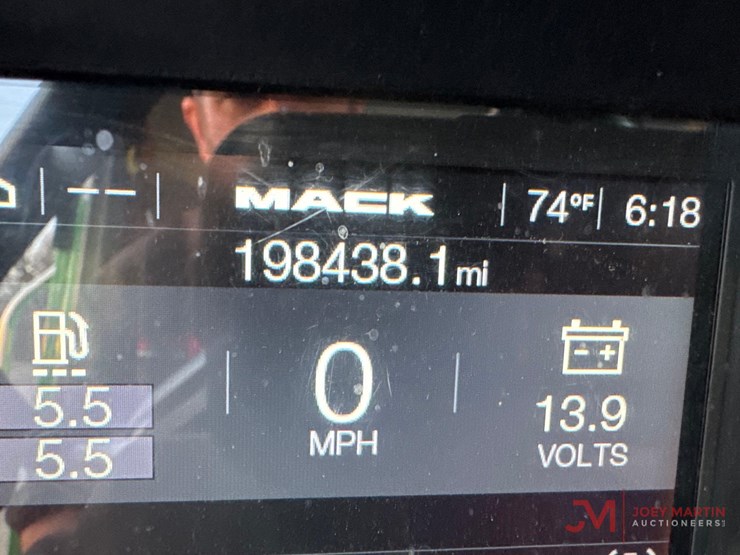 -- MACK 74°F 6:18
198438.1 mi
5.5
5.5
0
MPH
- +
13.9
VOLTS
JM JOEY MARTIN
AUCTIONEERS